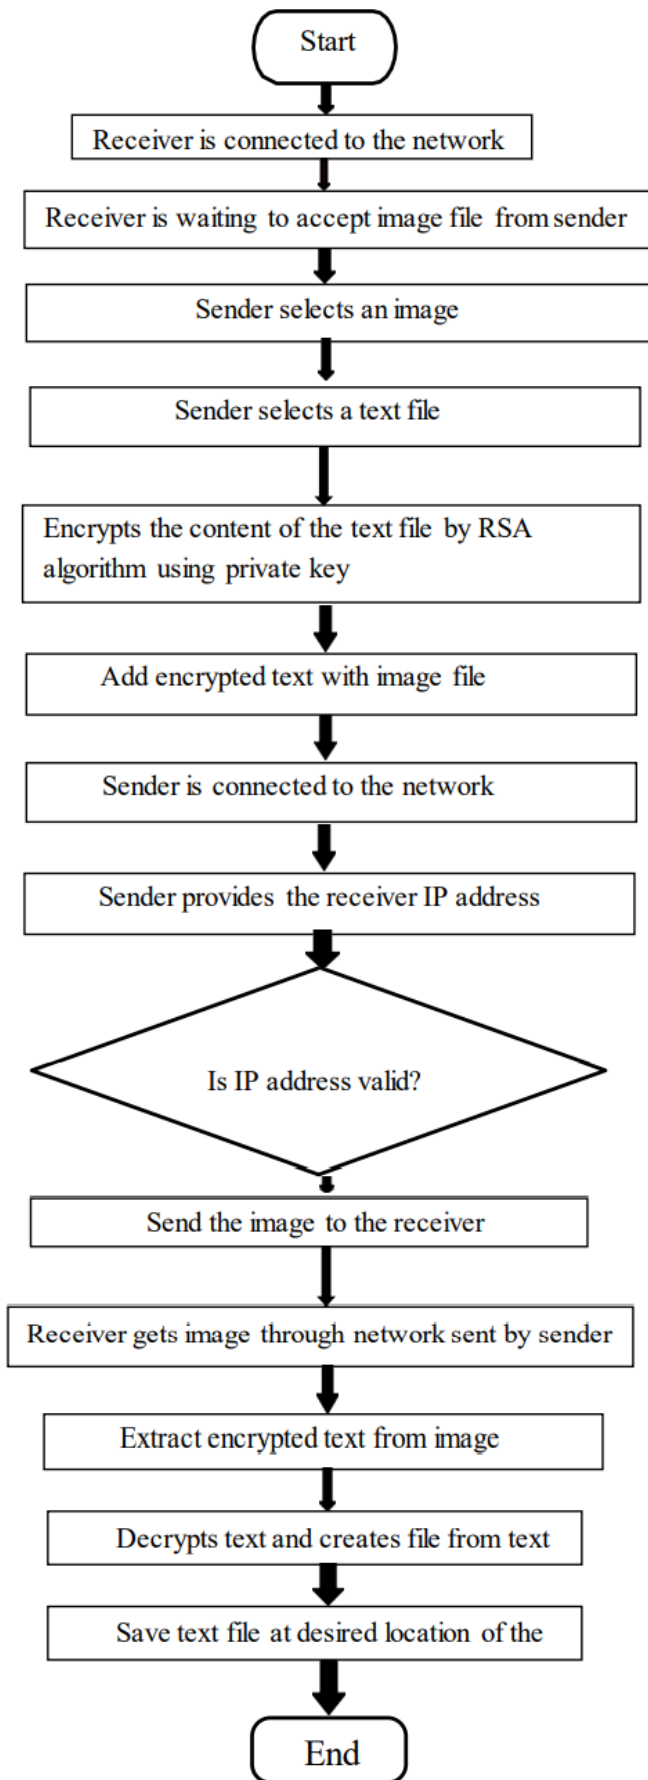 Start
Receiver is connected to the network
Receiver is waiting to accept image file from sender
Sender selects an image
Sender selects a text file
Encrypts the content of the text file by RSA
algorithm using private key
Add encrypted text with image file
Sender is connected to the network
Sender provides the receiver IP address
Is IP address valid?
Send the image to the receiver
Receiver gets image through network sent by sender
Extract encrypted text from image
Decrypts text and creates file from text
Save text file at desired location of the
End